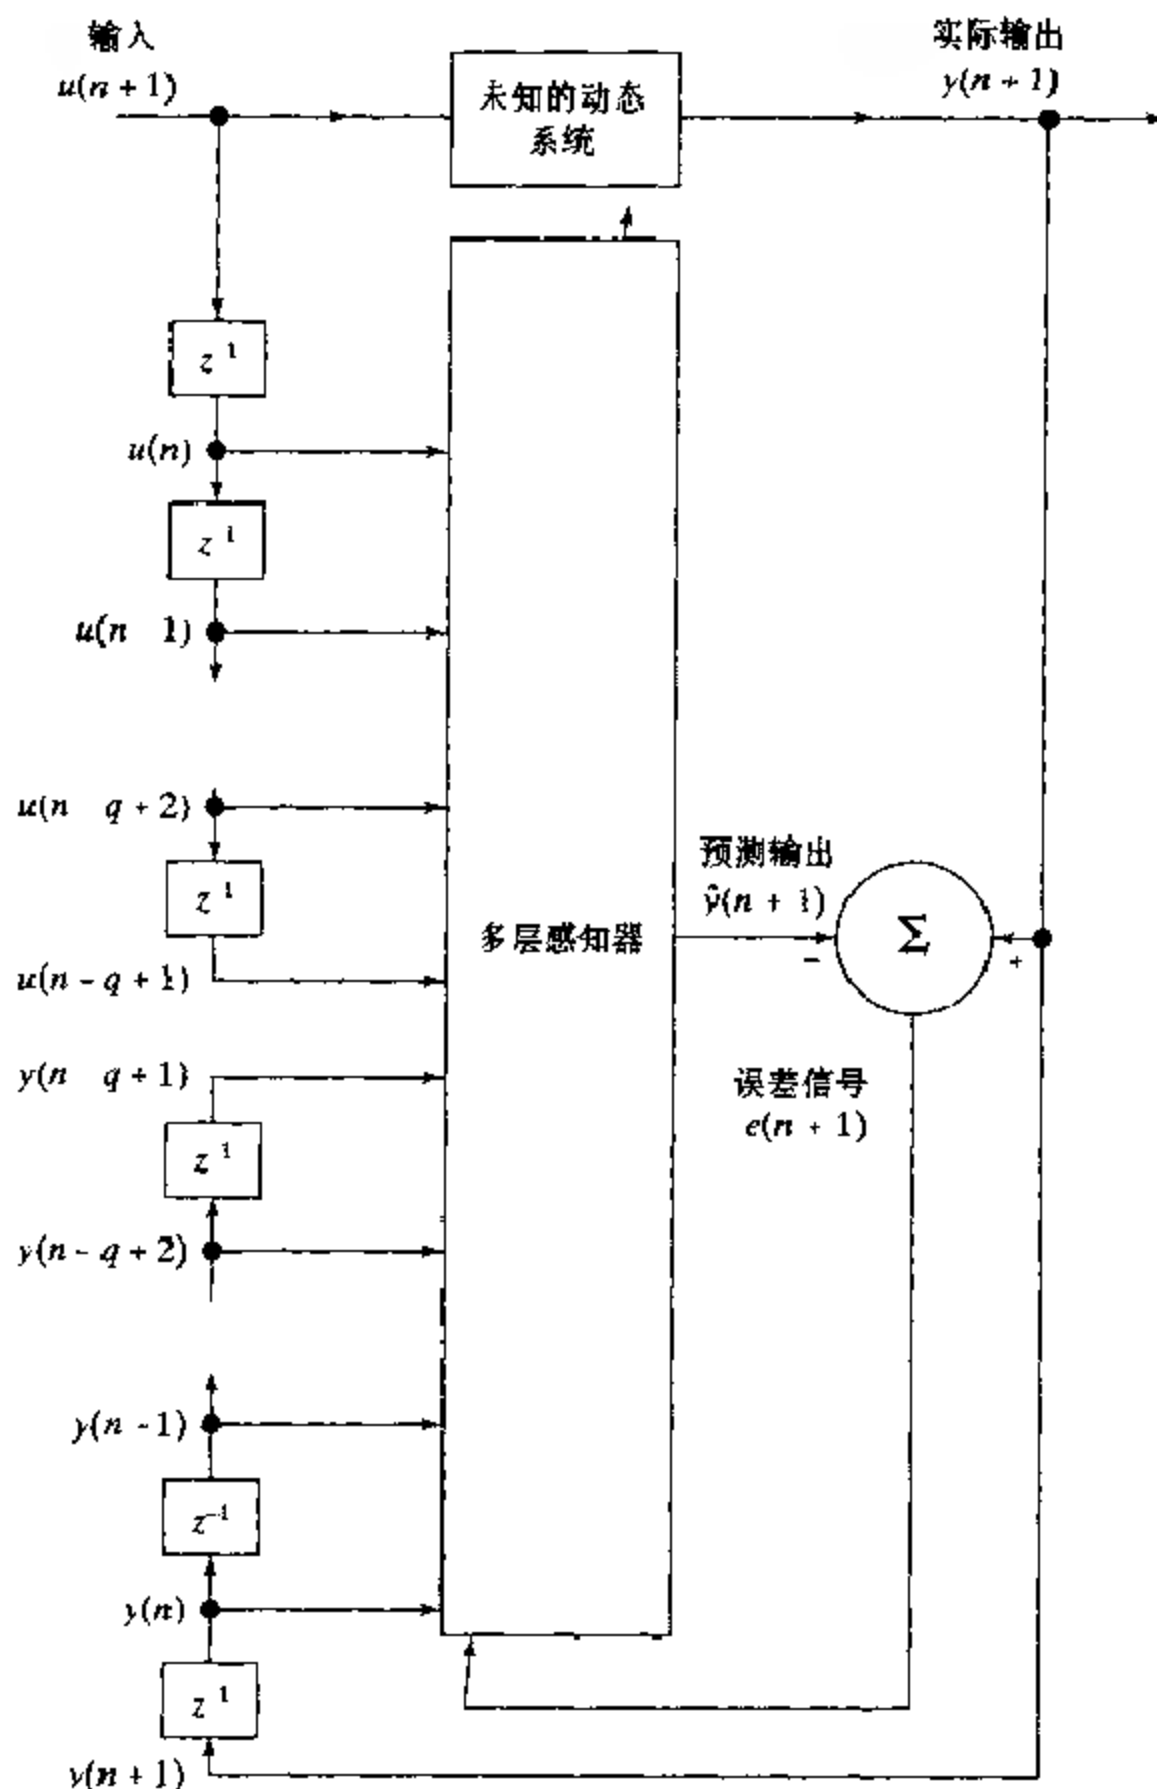 输入
u(n + 1)
实际输出
y(n + 1)
未知的动态
系统
z 1
u(n)
z 1
u(n 1)
u(n q + 2)
z 1
u(n - q + 1)
多层感知器
预测输出
ŷ(n + 1)
Σ
-
+
误差信号
e(n + 1)
y(n q + 1)
z 1
y(n - q + 2)
y(n - 1)
z⁻¹
y(n)
z 1
y(n + 1)